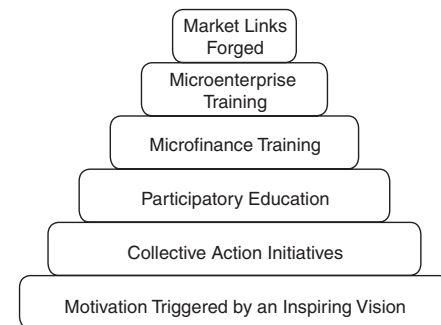 Market Links
Forged
Microenterprise
Training
Microfinance Training
Participatory Education
Collective Action Initiatives
Motivation Triggered by an Inspiring Vision